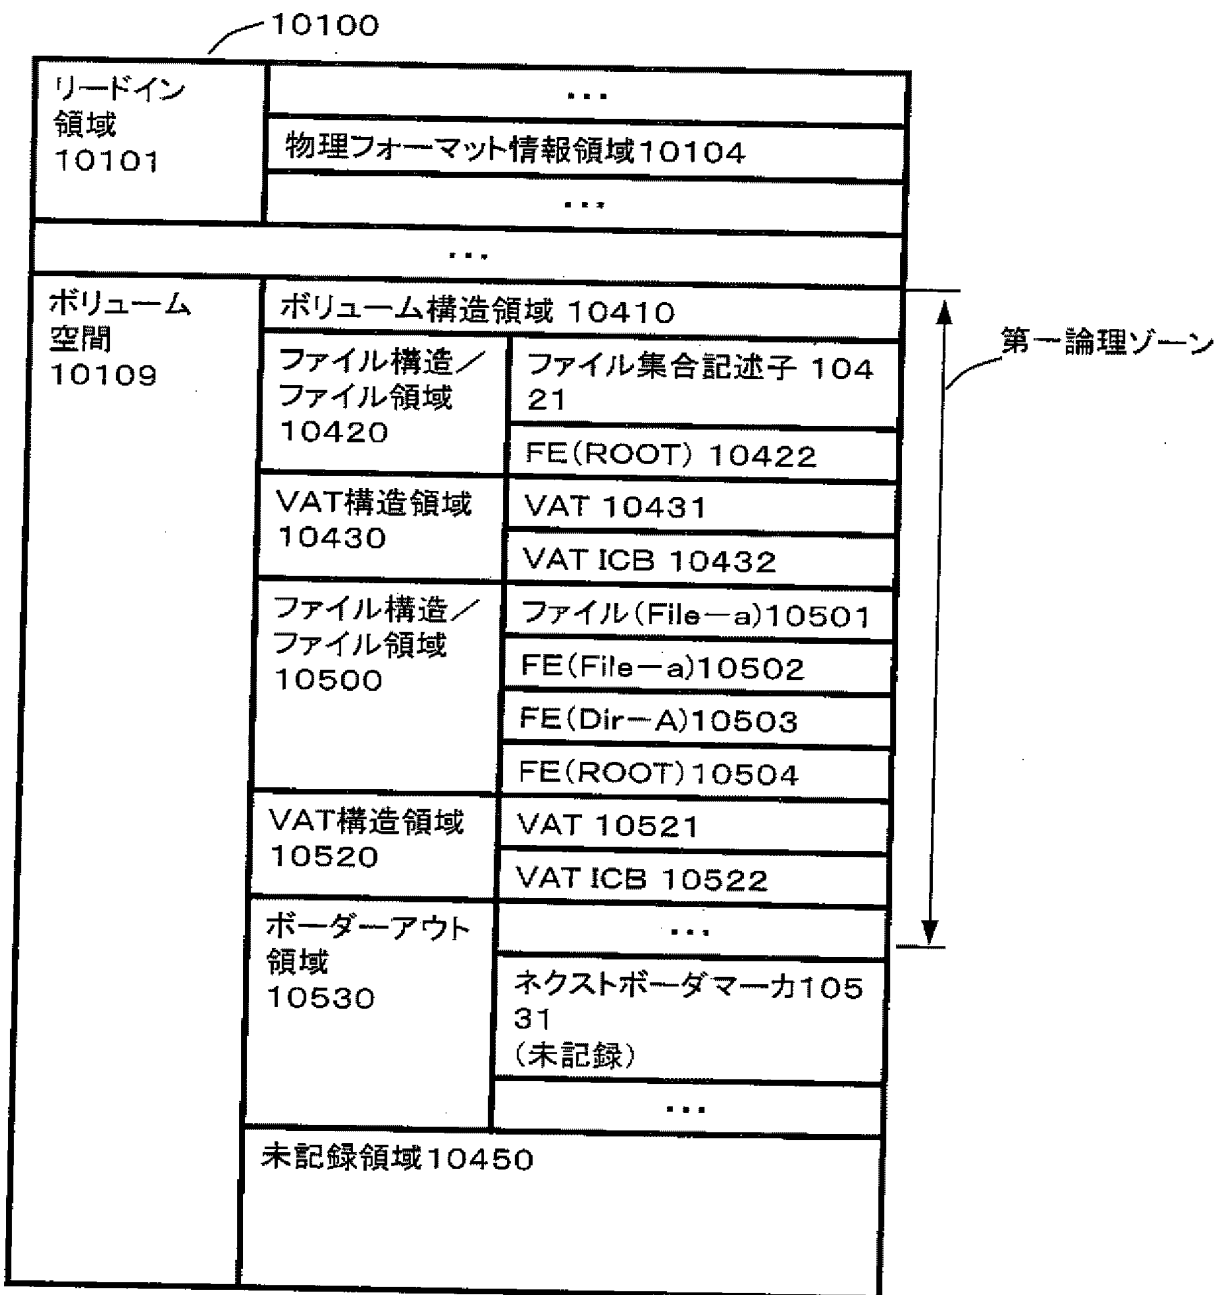 10100
リードイン
領域
10101
・・・
物理フォーマット情報領域10104
・・・
・・・
ボリューム
空間
10109
ボリューム構造領域 10410
第一論理ゾーン
ファイル構造／
ファイル領域
10420
ファイル集合記述子 104
21
FE(ROOT) 10422
VAT構造領域
10430
VAT 10431
VAT ICB 10432
ファイル構造／
ファイル領域
10500
ファイル(File－a)10501
FE(File－a)10502
FE(Dir－A)10503
FE(ROOT)10504
VAT構造領域
10520
VAT 10521
VAT ICB 10522
ボーダーアウト
領域
10530
・・・
ネクストボーダマーカ105
31
(未記録)
・・・
未記録領域10450